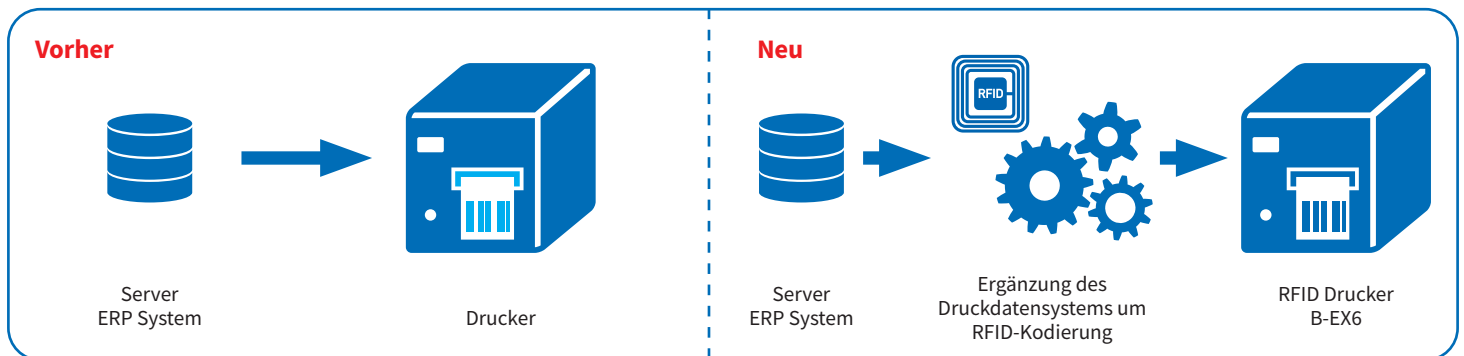 Vorher
Server
ERP System
Drucker
Neu
RFID
Server
ERP System
Ergänzung des
Druckdatensystems um
RFID-Kodierung
RFID Drucker
B-EX6